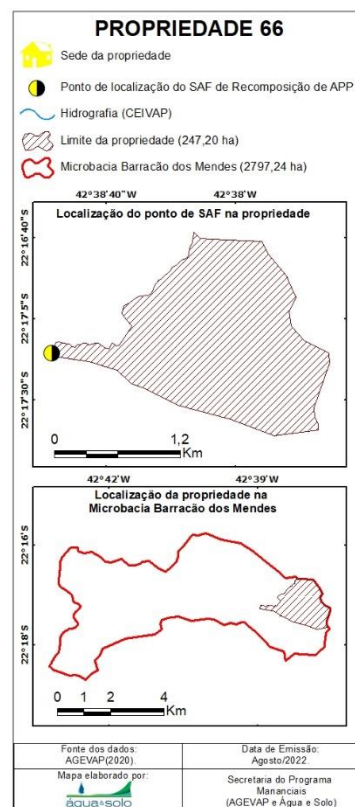 PROPRIEDADE 66
Sede da propriedade
Ponto de localização do SAF de Recomposição de APP
Hidrografia (CEIVAP)
Limite da propriedade (247,20 ha)
Microbacia Barracão dos Mendes (2797,24 ha)
42°38'40"W 42°38'W
Localização do ponto de SAF na propriedade
22°16'40"S
22°17'5"S
22°17'30"S
0 1,2
Km
42°42'W 42°39'W
Localização da propriedade na
Microbacia Barracão dos Mendes
22°16'S
22°18'S
0 1 2 4
Km
Fonte dos dados:
AGEVAP(2020).
Data de Emissão:
Agosto/2022.
Mapa elaborado por:
água&solo
Secretaria do Programa
Mananciais
(AGEVAP e Água e Solo)